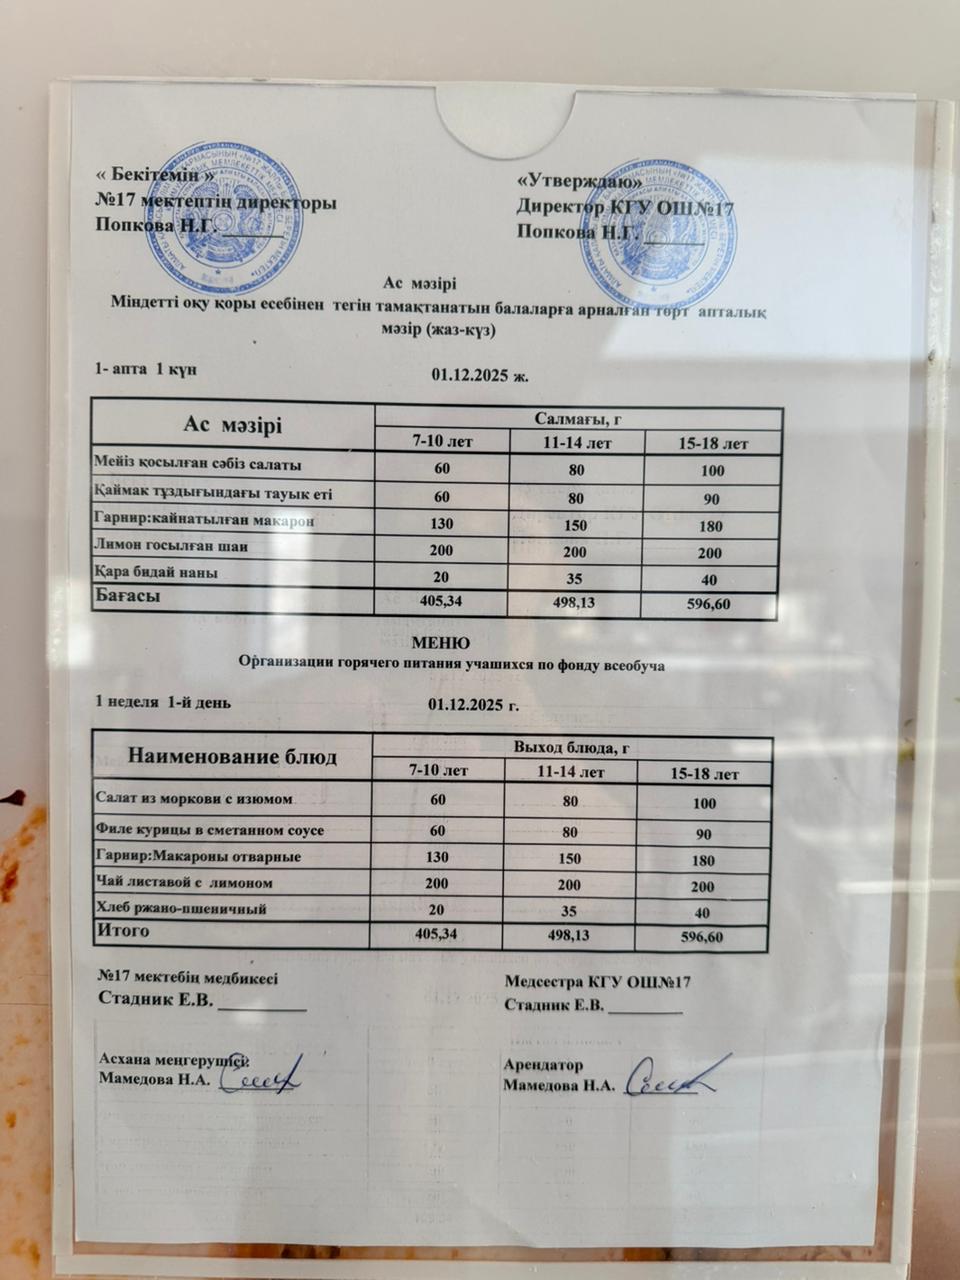 « Бекітемін »
№17 мектептің директоры
Попкова Н.Г.
«Утверждаю»
Директор КГУ ОШ№17
Попкова Н.Г.
Ас мәзірі
Міндетті оқу қоры есебінен тегін тамақтанатын балаларға арналған төрт апталық
мәзір (жаз-күз)
1- апта 1 күн 01.12.2025 ж.
Ас мәзірі Салмағы, г
7-10 лет 11-14 лет 15-18 лет
Мейіз қосылған сәбіз салаты 60 80 100
Қаймак тұздығындағы тауык еті 60 80 90
Гарнир:кайнатылған макарон 130 150 180
Лимон госылған шаи 200 200 200
Қара бидай наны 20 35 40
Бағасы 405,34 498,13 596,60
МЕНЮ
Организации горячего питания учашихся по фонду всеобуча
1 неделя 1-й день 01.12.2025 г.
Наименование блюд Выход блюда, г
7-10 лет 11-14 лет 15-18 лет
Салат из моркови с изюмом 60 80 100
Филе курицы в сметанном соусе 60 80 90
Гарнир:Макароны отварные 130 150 180
Чай листавой с лимоном 200 200 200
Хлеб ржано-пшеничный 20 35 40
Итого 405,34 498,13 596,60
№17 мектебің медбикесі
Стадник Е.В.
Медсестра КГУ ОШ№17
Стадник Е.В.
Асхана меңгерушісі:
Мамедова Н.А.
Арендатор
Мамедова Н.А.